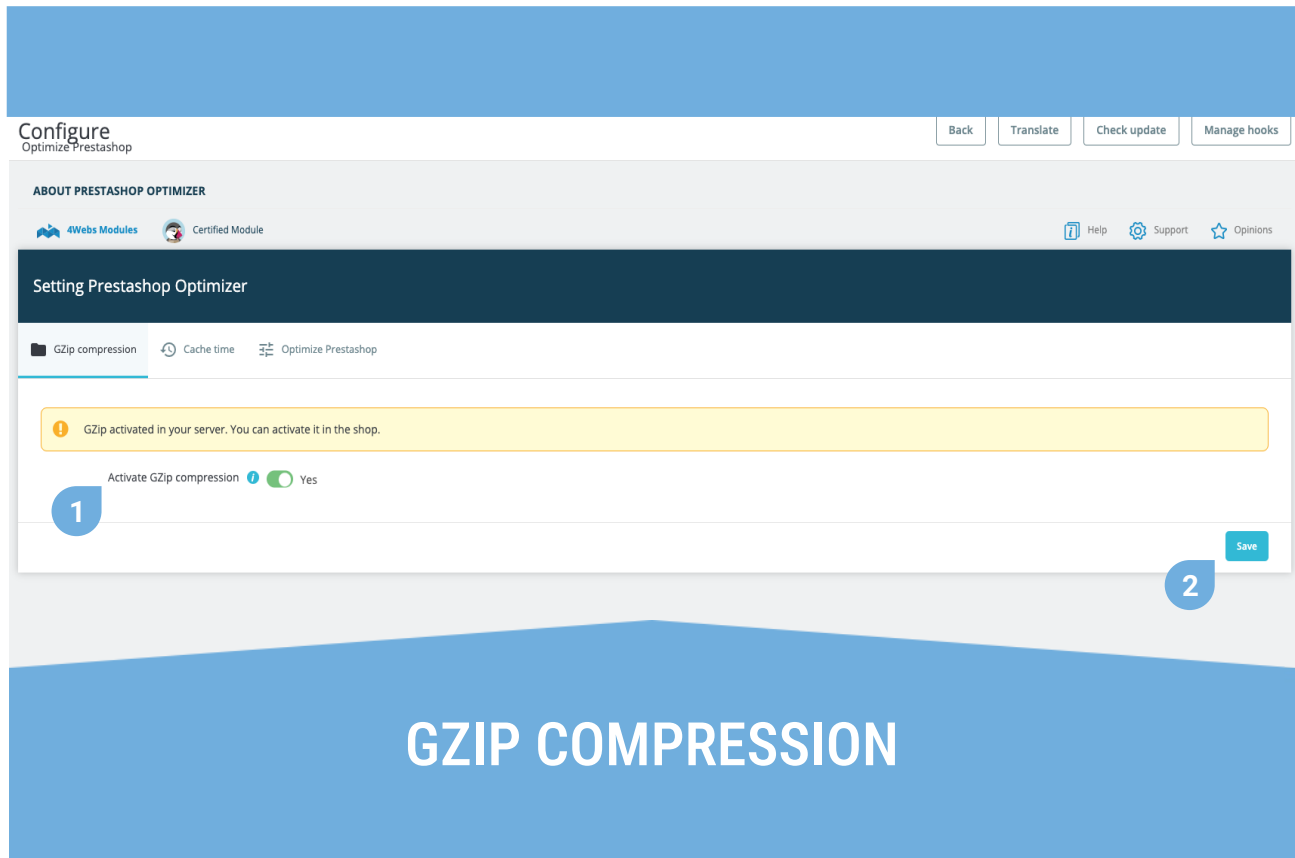 Configure
Optimize Prestashop
Back Translate Check update Manage hooks
ABOUT PRESTASHOP OPTIMIZER
4Webs Modules Certified Module Help Support Opinions
Setting Prestashop Optimizer
GZip compression Cache time Optimize Prestashop
GZip activated in your server. You can activate it in the shop.
Activate GZip compression i Yes
1
Save
2
GZIP COMPRESSION